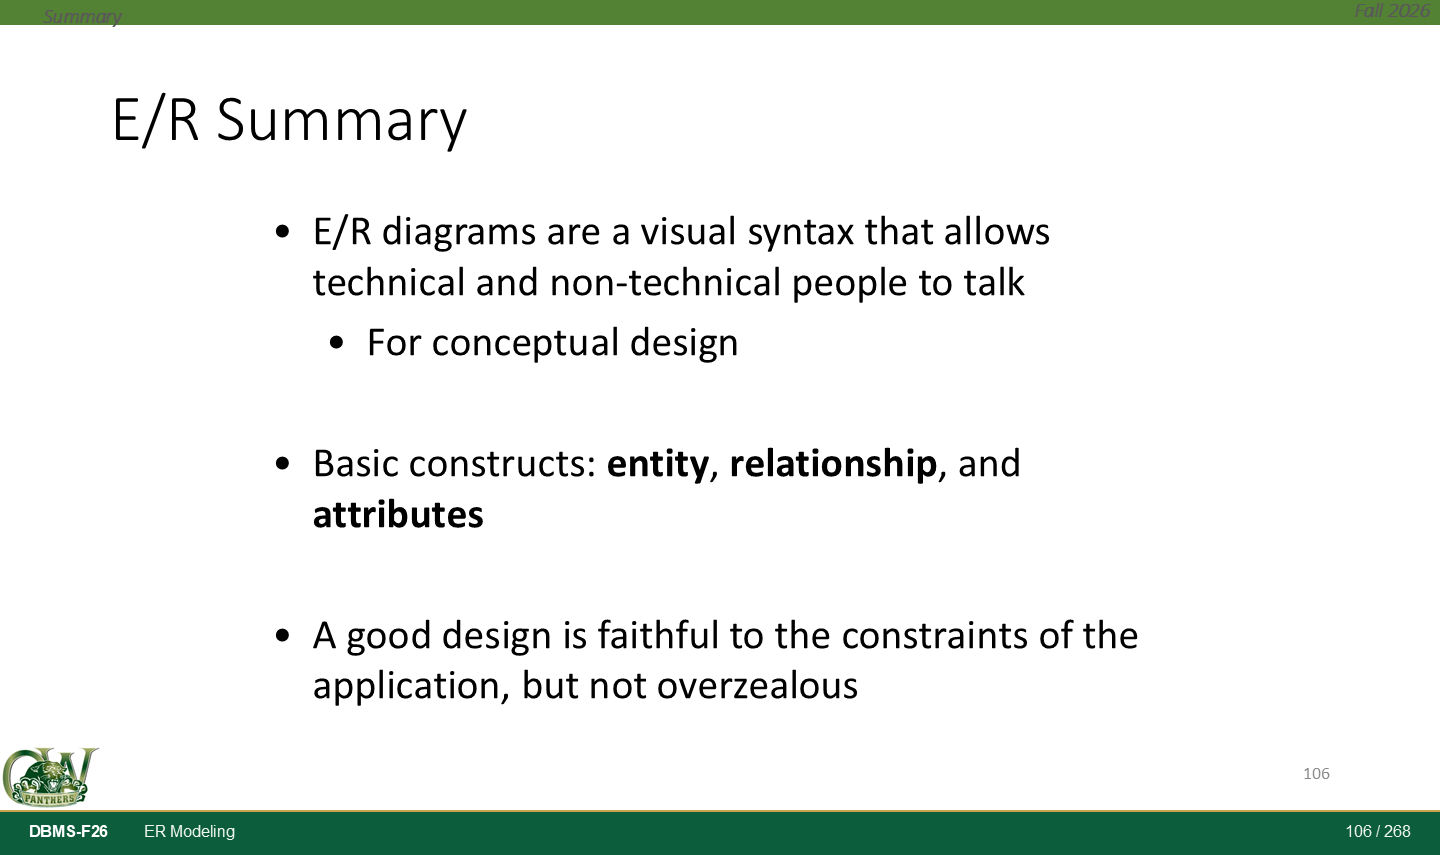 Summary
Fall 2026
E/R Summary
• E/R diagrams are a visual syntax that allows
technical and non-technical people to talk
• For conceptual design
• Basic constructs: entity, relationship, and
attributes
• A good design is faithful to the constraints of the
application, but not overzealous
OW
PANTHERS
106
DBMS-F26 ER Modeling 106 / 268